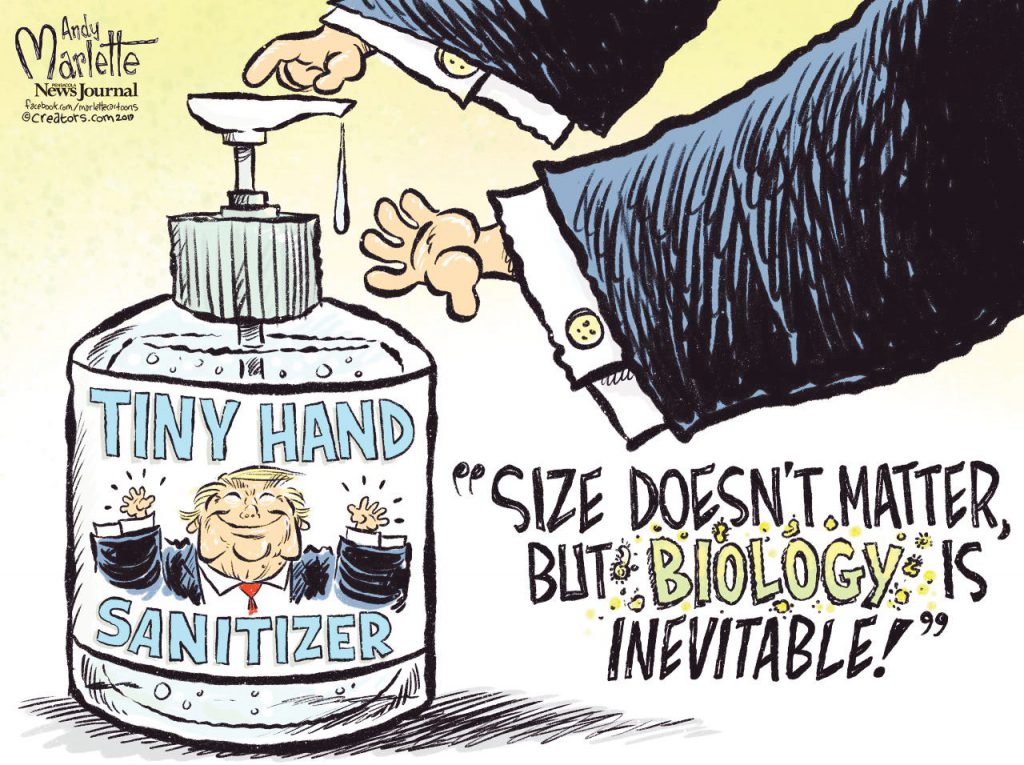 Andy
Marlette
PENSACOLA
News Journal
facebook.com/marlettecartoons
©creators.com 2019
TINY HAND
SANITIZER
"SIZE DOESN'T MATTER,
BUT BIOLOGY IS
INEVITABLE!"